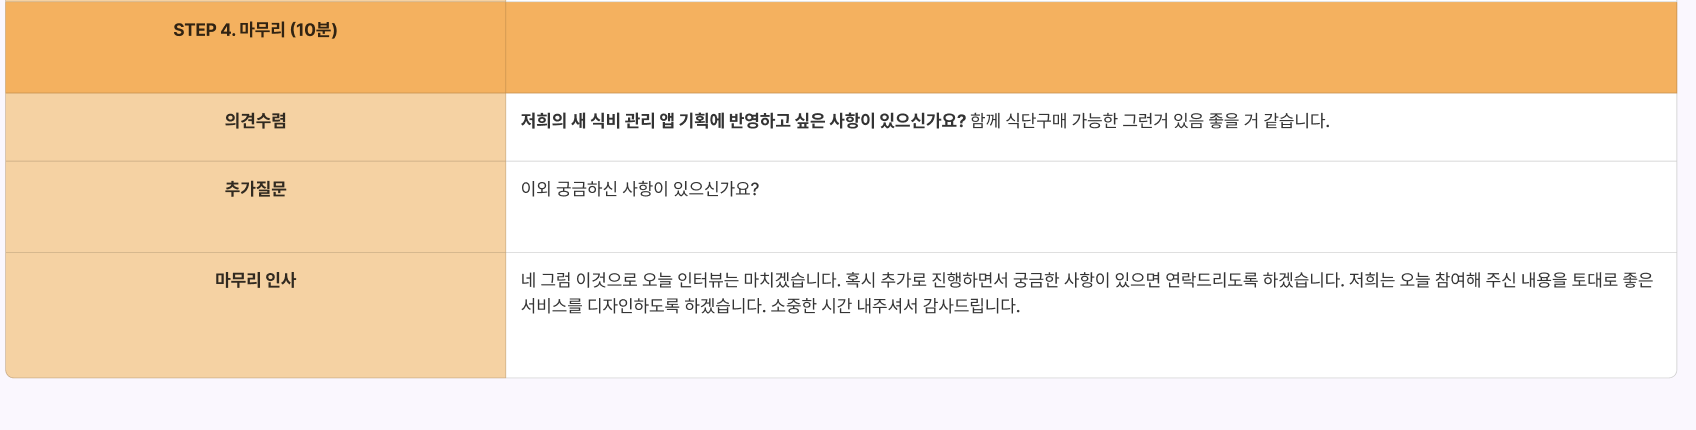 STEP 4. 마무리 (10분)
의견수렴
저희의 새 식비 관리 앱 기획에 반영하고 싶은 사항이 있으신가요? 함께 식단구매 가능한 그런거 있음 좋을 거 같습니다.
추가질문
이외 궁금하신 사항이 있으신가요?
마무리 인사
네 그럼 이것으로 오늘 인터뷰는 마치겠습니다. 혹시 추가로 진행하면서 궁금한 사항이 있으면 연락드리도록 하겠습니다. 저희는 오늘 참여해 주신 내용을 토대로 좋은
서비스를 디자인하도록 하겠습니다. 소중한 시간 내주셔서 감사드립니다.